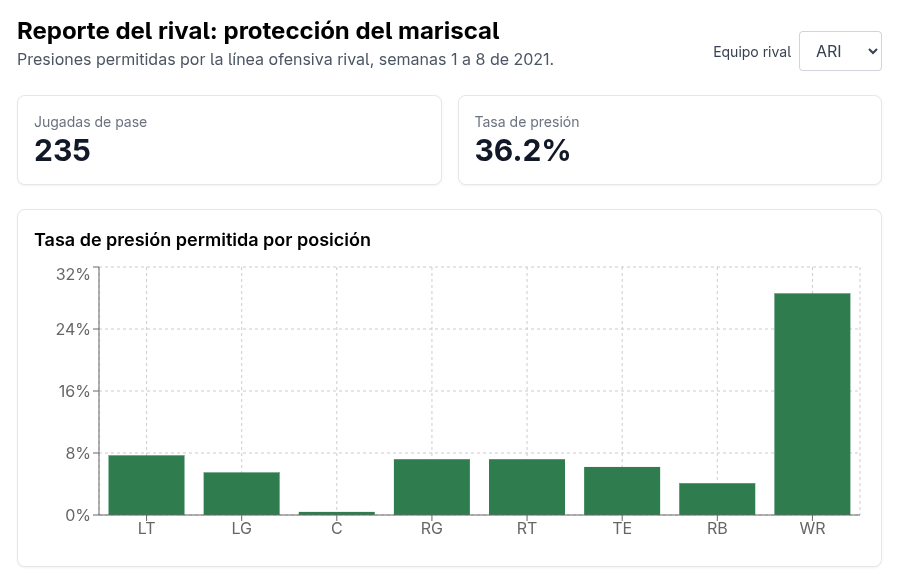 Reporte del rival: protección del mariscal
Presiones permitidas por la línea ofensiva rival, semanas 1 a 8 de 2021.
Equipo rival
ARI
Jugadas de pase
235
Tasa de presión
36.2%
Tasa de presión permitida por posición
32%
24%
16%
8%
0%
LT LG C RG RT TE RB WR